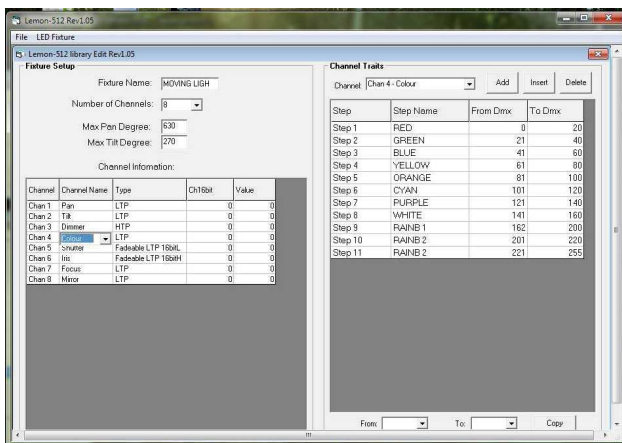 Lemon-512 Rev1.05
File LED Fixture
Lemon-512 library Edit Rev1.05
Fixture Setup
Fixture Name: MOVING LIGH
Number of Channels: 8
Max Pan Degree: 630
Max Tilt Degree: 270
Channel Infomation:
Channel Channel Name Type Ch16bit Value
Chan 1 Pan LTP 0 0
Chan 2 Tilt LTP 0 0
Chan 3 Dimmer HTP 0 0
Chan 4 Colour LTP 0 0
Chan 5 Shutter Fadeable LTP 16bitL 0 0
Chan 6 Iris Fadeable LTP 16bitH 0 0
Chan 7 Focus LTP 0 0
Chan 8 Mirror LTP 0 0
Channel Traits
Channel: Chan 4 - Colour Add Insert Delete
Step Step Name From Dmx To Dmx
Step 1 RED 0 20
Step 2 GREEN 21 40
Step 3 BLUE 41 60
Step 4 YELLOW 61 80
Step 5 ORANGE 81 100
Step 6 CYAN 101 120
Step 7 PURPLE 121 140
Step 8 WHITE 141 160
Step 9 RAINB 1 162 200
Step 10 RAINB 2 201 220
Step 11 RAINB 2 221 255
From: To: Copy